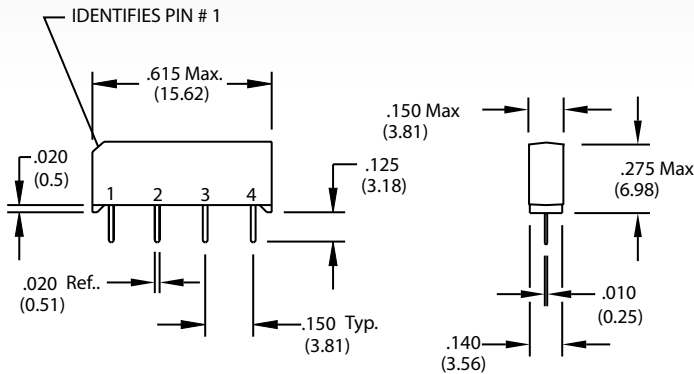 IDENTIFIES PIN # 1
.615 Max.
(15.62)
.150 Max
(3.81)
.020
(0.5)
.125
(3.18)
.275 Max
(6.98)
1 2 3 4
.020 Ref..
(0.51)
.150 Typ.
(3.81)
.010
(0.25)
.140
(3.56)